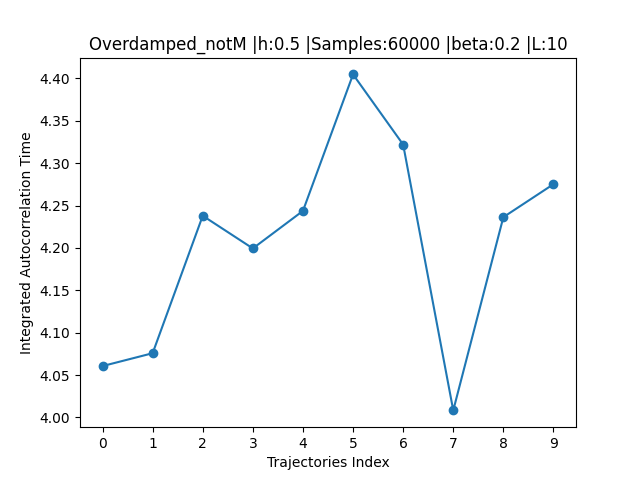 Overdamped_notM |h:0.5 |Samples:60000 |beta:0.2 |L:10
Integrated Autocorrelation Time
4.40
4.35
4.30
4.25
4.20
4.15
4.10
4.05
4.00
0 1 2 3 4 5 6 7 8 9
Trajectories Index